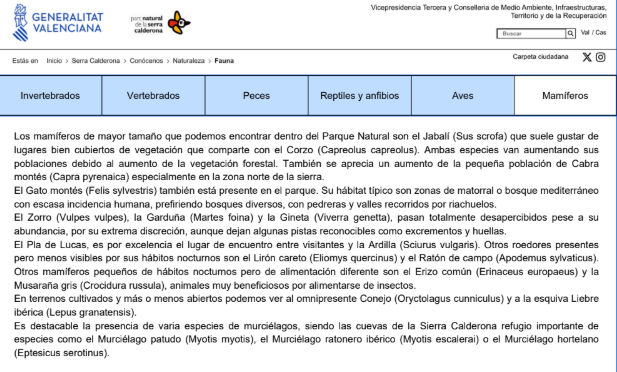 GENERALITAT
VALENCIANA
parc natural
de la serra
calderona
Vicepresidencia Tercera y Conselleria de Medio Ambiente, Infraestructuras,
Territorio y de la Recuperación
Buscar
Val / Cas
Estás en Inicio > Serra Calderona > Conócenos > Naturaleza > Fauna
Carpeta ciudadana
Invertebrados
Vertebrados
Peces
Reptiles y anfibios
Aves
Mamíferos
Los mamíferos de mayor tamaño que podemos encontrar dentro del Parque Natural son el Jabalí (Sus scrofa) que suele gustar de
lugares bien cubiertos de vegetación que comparte con el Corzo (Capreolus capreolus). Ambas especies van aumentando sus
poblaciones debido al aumento de la vegetación forestal. También se aprecia un aumento de la pequeña población de Cabra
montés (Capra pyrenaica) especialmente en la zona norte de la sierra.
El Gato montés (Felis sylvestris) también está presente en el parque. Su hábitat típico son zonas de matorral o bosque mediterráneo
con escasa incidencia humana, prefiriendo bosques diversos, con pedreras y valles recorridos por riachuelos.
El Zorro (Vulpes vulpes), la Garduña (Martes foina) y la Gineta (Viverra genetta), pasan totalmente desapercibidos pese a su
abundancia, por su extrema discreción, aunque dejan algunas pistas reconocibles como excrementos y huellas.
El Pla de Lucas, es por excelencia el lugar de encuentro entre visitantes y la Ardilla (Sciurus vulgaris). Otros roedores presentes
pero menos visibles por sus hábitos nocturnos son el Lirón careto (Eliomys quercinus) y el Ratón de campo (Apodemus sylvaticus).
Otros mamíferos pequeños de hábitos nocturnos pero de alimentación diferente son el Erizo común (Erinaceus europaeus) y la
Musaraña gris (Crocidura russula), animales muy beneficiosos por alimentarse de insectos.
En terrenos cultivados y más o menos abiertos podemos ver al omnipresente Conejo (Oryctolagus cunniculus) y a la esquiva Liebre
ibérica (Lepus granatensis).
Es destacable la presencia de varia especies de murciélagos, siendo las cuevas de la Sierra Calderona refugio importante de
especies como el Murciélago patudo (Myotis myotis), el Murciélago ratonero ibérico (Myotis escalerai) o el Murciélago hortelano
(Eptesicus serotinus).